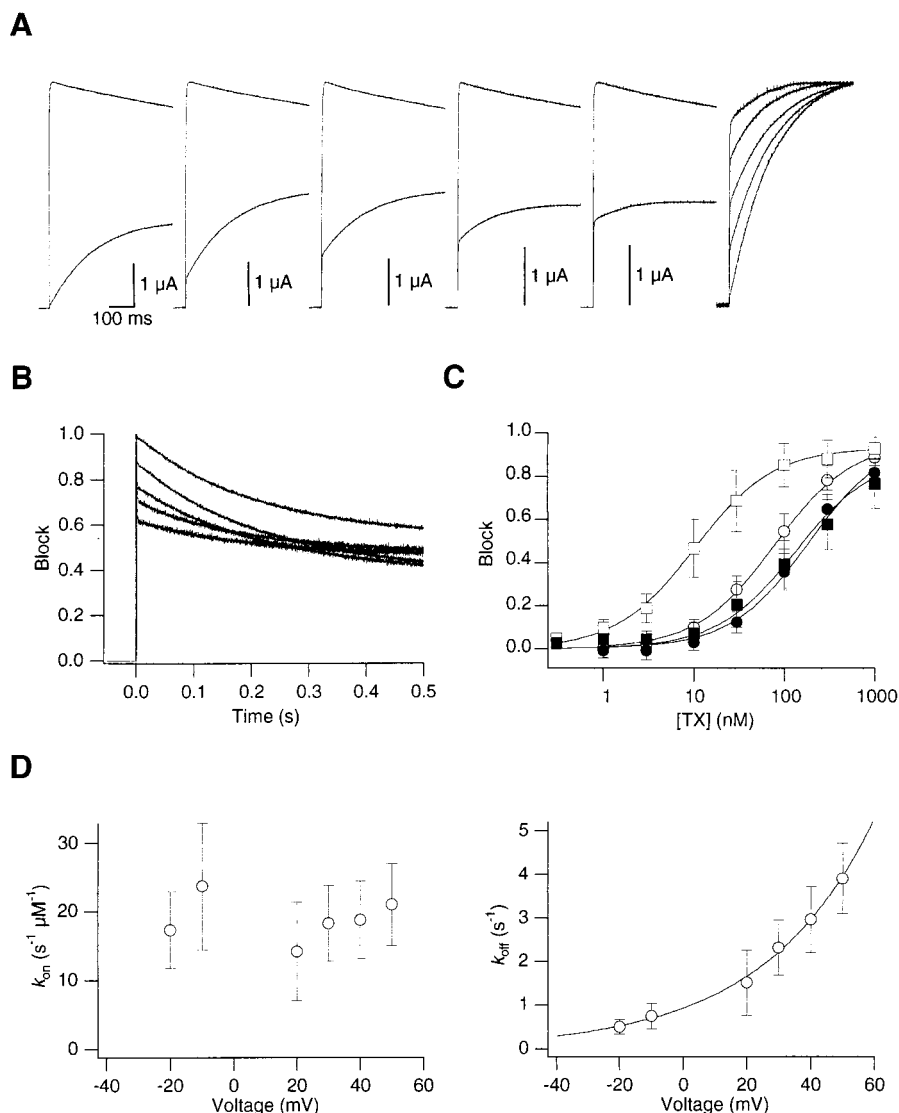 A
1 µA
1 µA
1 µA
1 µA
1 µA
100 ms
B
Block
1.0
0.8
0.6
0.4
0.2
0.0
0.0
0.1
0.2
0.3
0.4
0.5
Time (s)
C
Block
1.0
0.8
0.6
0.4
0.2
0.0
1
10
100
1000
[TX] (nM)
D
kon (s⁻¹ µM⁻¹)
30
20
10
0
-40
-20
0
20
40
60
Voltage (mV)
koff (s⁻¹)
5
4
3
2
1
0
-40
-20
0
20
40
60
Voltage (mV)